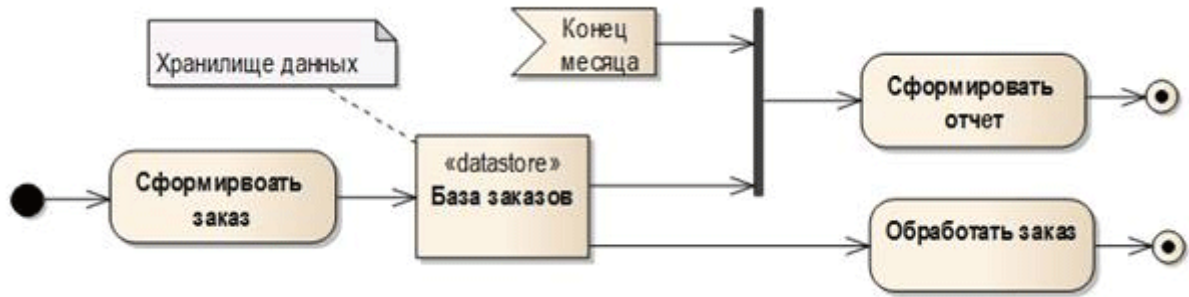 Хранилище данных
Конец
месяца
Сформировать
отчет
Сформирвоать
заказ
«datastore»
База заказов
Обработать заказ